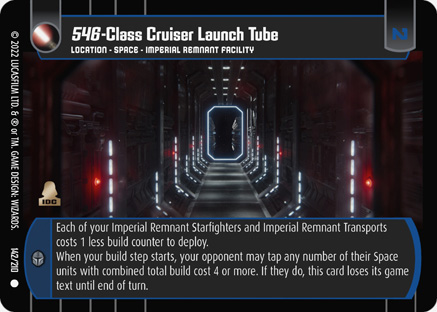 546-Class Cruiser Launch Tube
LOCATION - SPACE - IMPERIAL REMNANT FACILITY
IDC
Each of your Imperial Remnant Starfighters and Imperial Remnant Transports
costs 1 less build counter to deploy.
When your build step starts, your opponent may tap any number of their Space
units with combined total build cost 4 or more. If they do, this card loses its game
text until end of turn.
© 2022 LUCASFILM LTD. & ® or TM. GAME DESIGN: WIZARDS.
142/210